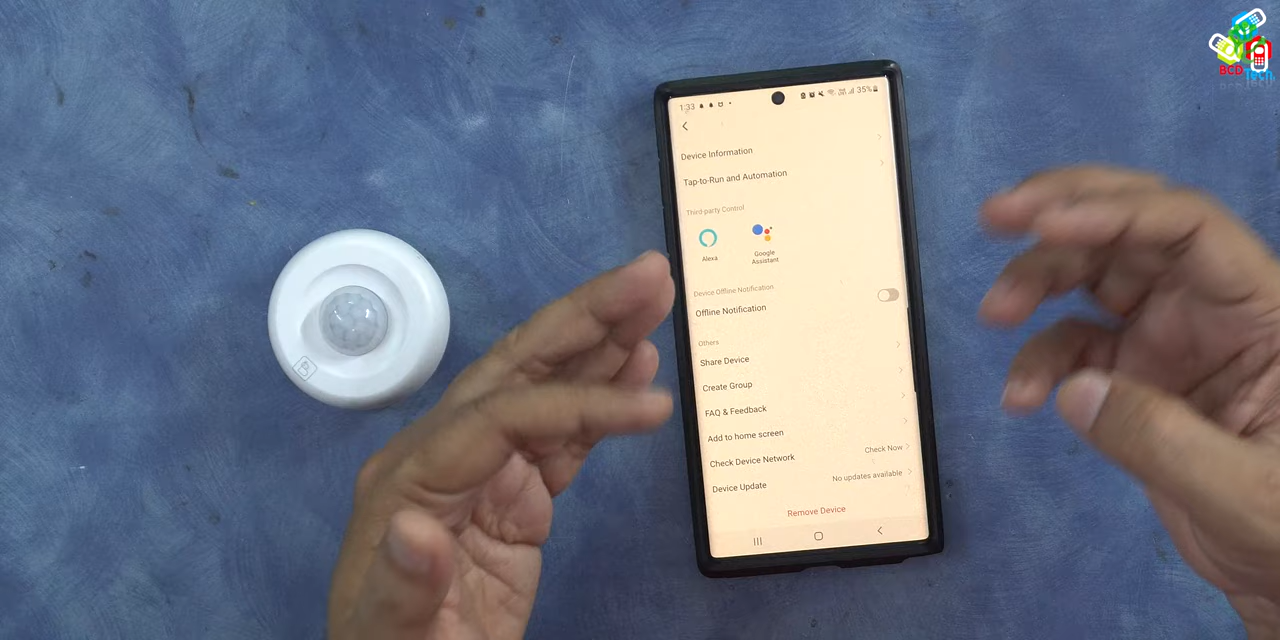 BCD Tech
1:33
35%
Device Information
Tap-to-Run and Automation
Third-party Control
Alexa
Google
Assistant
Device Offline Notification
Offline Notification
Others
Share Device
Create Group
FAQ & Feedback
Add to home screen
Check Device Network
Check Now
Device Update
No updates available
Remove Device